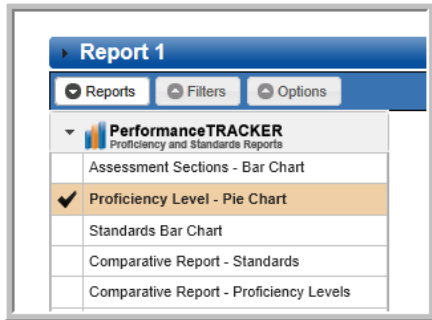 Report 1
Reports Filters Options
PerformanceTRACKER
Proficiency and Standards Reports
Assessment Sections - Bar Chart
Proficiency Level - Pie Chart
Standards Bar Chart
Comparative Report - Standards
Comparative Report - Proficiency Levels